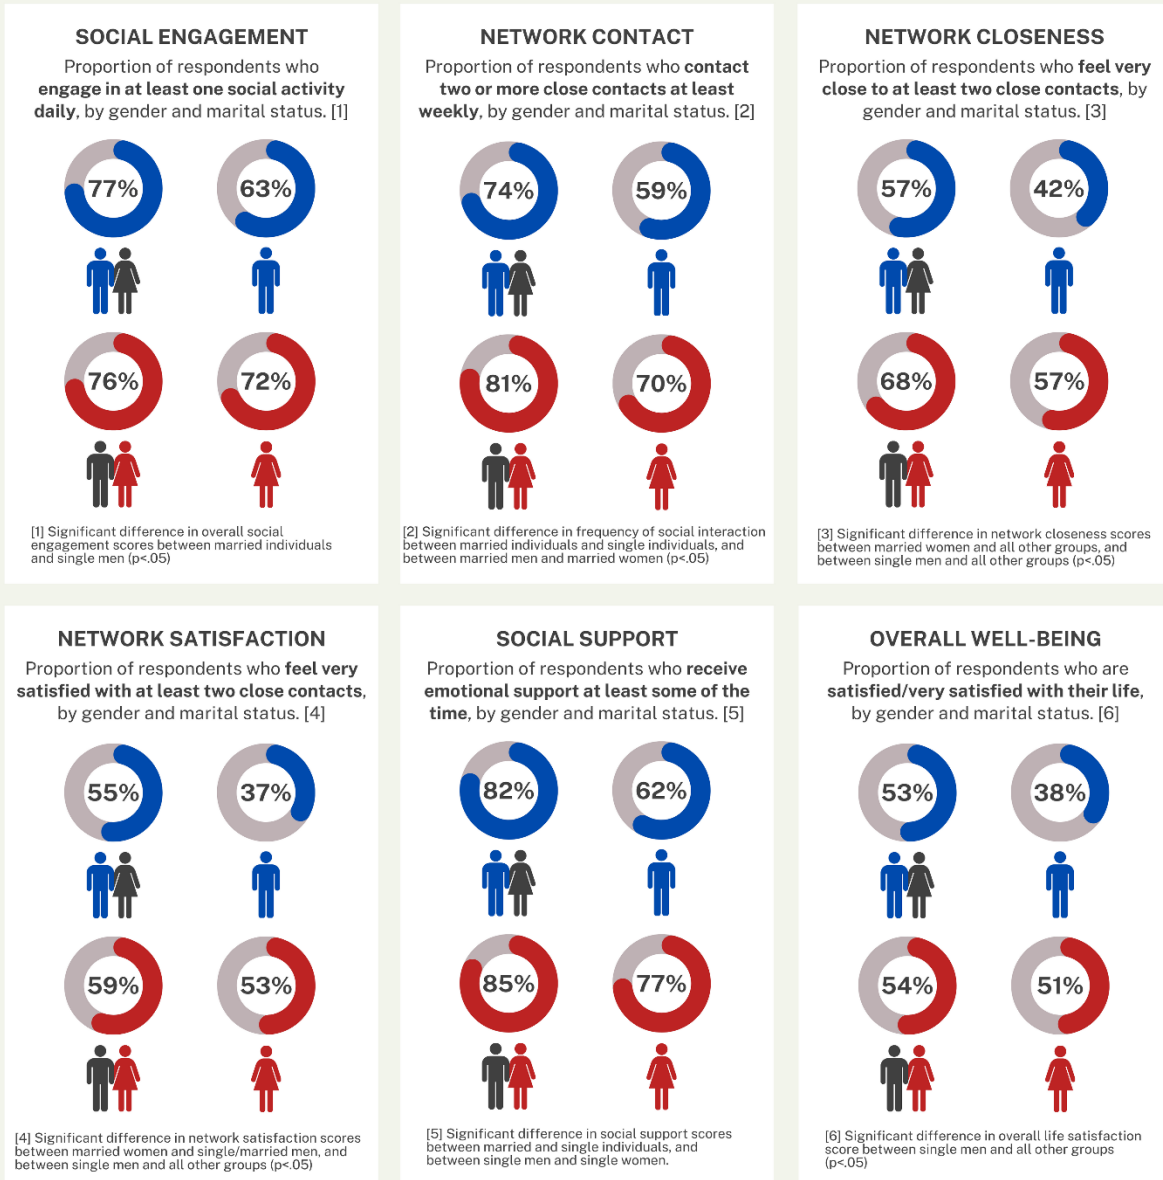 SOCIAL ENGAGEMENT
Proportion of respondents who
engage in at least one social activity
daily, by gender and marital status. [1]
77%
63%
76%
72%
[1] Significant difference in overall social
engagement scores between married individuals
and single men (p<.05)
NETWORK CONTACT
Proportion of respondents who contact
two or more close contacts at least
weekly, by gender and marital status. [2]
74%
59%
81%
70%
[2] Significant difference in frequency of social interaction
between married individuals and single individuals, and
between married men and married women (p<.05)
NETWORK CLOSENESS
Proportion of respondents who feel very
close to at least two close contacts, by
gender and marital status. [3]
57%
42%
68%
57%
[3] Significant difference in network closeness scores
between married women and all other groups, and
between single men and all other groups (p<.05)
NETWORK SATISFACTION
Proportion of respondents who feel very
satisfied with at least two close contacts,
by gender and marital status. [4]
55%
37%
59%
53%
[4] Significant difference in network satisfaction scores
between married women and single/married men, and
between single men and all other groups (p<.05)
SOCIAL SUPPORT
Proportion of respondents who receive
emotional support at least some of the
time, by gender and marital status. [5]
82%
62%
85%
77%
[5] Significant difference in social support scores
between married and single individuals, and
between single men and single women.
OVERALL WELL-BEING
Proportion of respondents who are
satisfied/very satisfied with their life,
by gender and marital status. [6]
53%
38%
54%
51%
[6] Significant difference in overall life satisfaction
score between single men and all other groups
(p<.05)